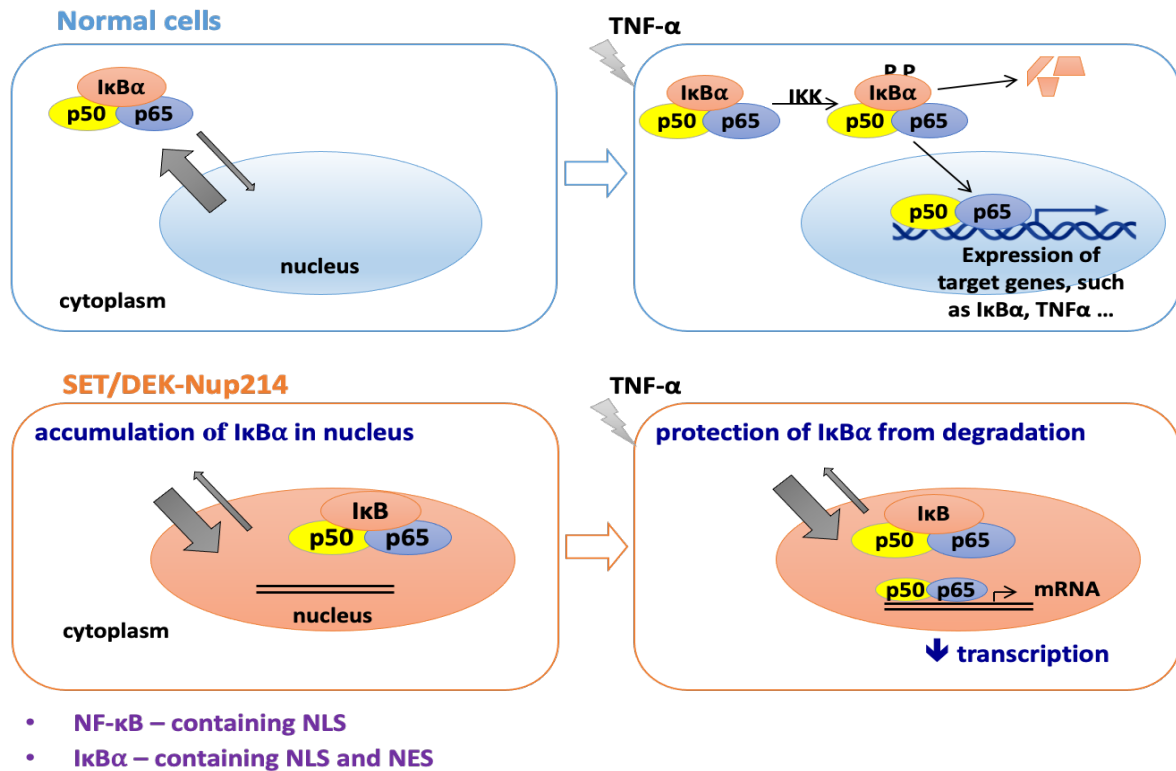 Normal cells
IκBα
p50 p65
nucleus
cytoplasm
TNF-α
IκBα
p50 p65
IKK
P P
IκBα
p50 p65
p50 p65
Expression of
target genes, such
as IκBα, TNFα ...
SET/DEK-Nup214
accumulation of IκBα in nucleus
IκB
p50 p65
nucleus
cytoplasm
TNF-α
protection of IκBα from degradation
IκB
p50 p65
p50 p65 mRNA
🡻 transcription
• NF-κB – containing NLS
• IκBα – containing NLS and NES